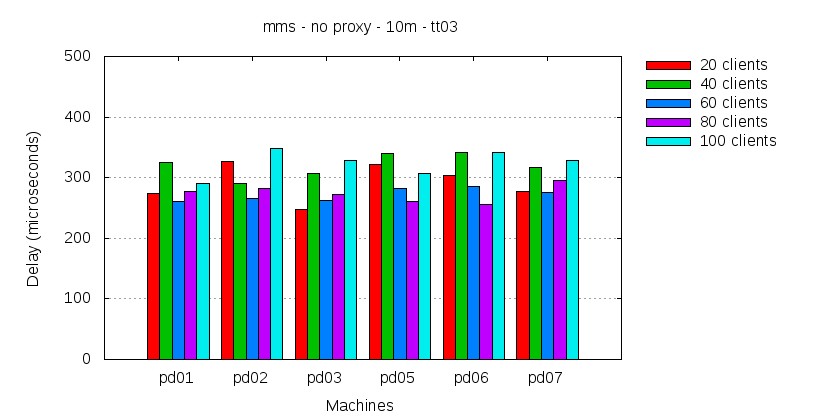 mms - no proxy - 10m - tt03
500
400
300
200
100
0
Delay (microseconds)
pd01 pd02 pd03 pd05 pd06 pd07
Machines
20 clients
40 clients
60 clients
80 clients
100 clients